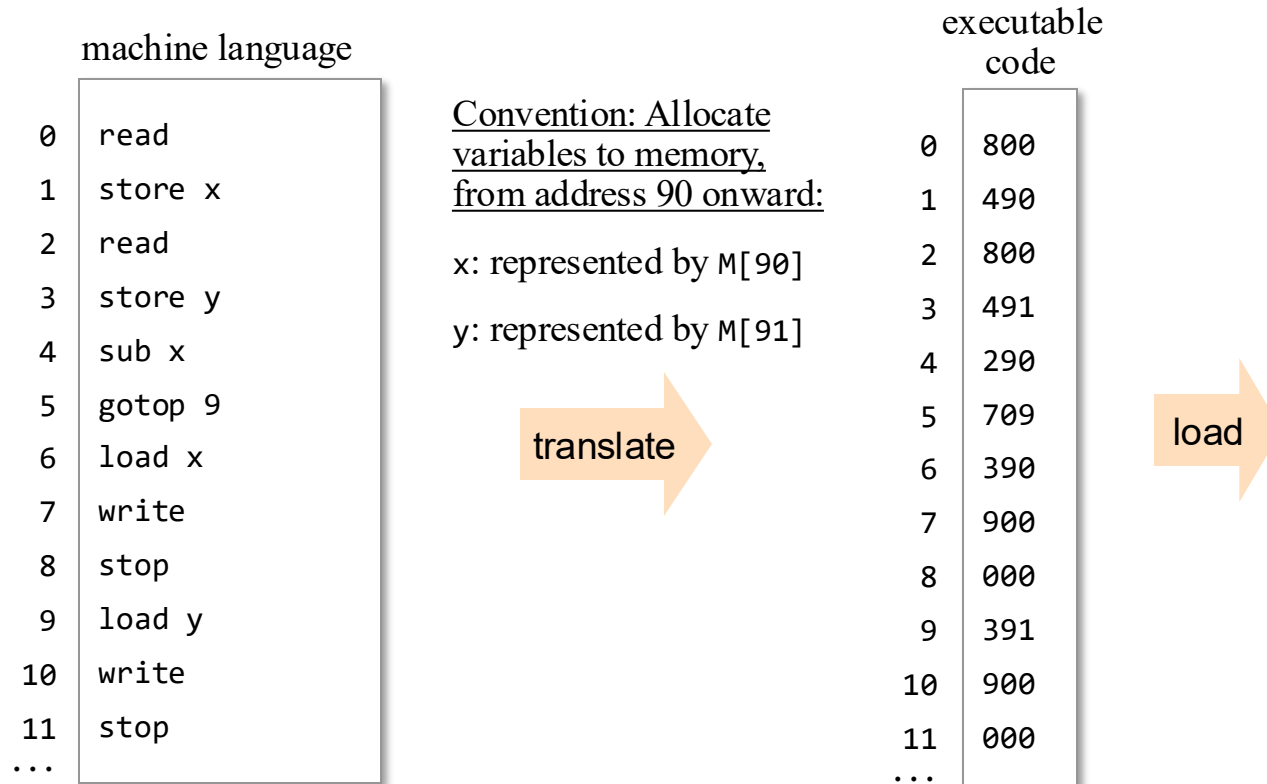 machine language
0 read
1 store x
2 read
3 store y
4 sub x
5 gotop 9
6 load x
7 write
8 stop
9 load y
10 write
11 stop
...
Convention: Allocate
variables to memory,
from address 90 onward:
x: represented by M[90]
y: represented by M[91]
translate
executable
code
0 800
1 490
2 800
3 491
4 290
5 709
6 390
7 900
8 000
9 391
10 900
11 000
...
load